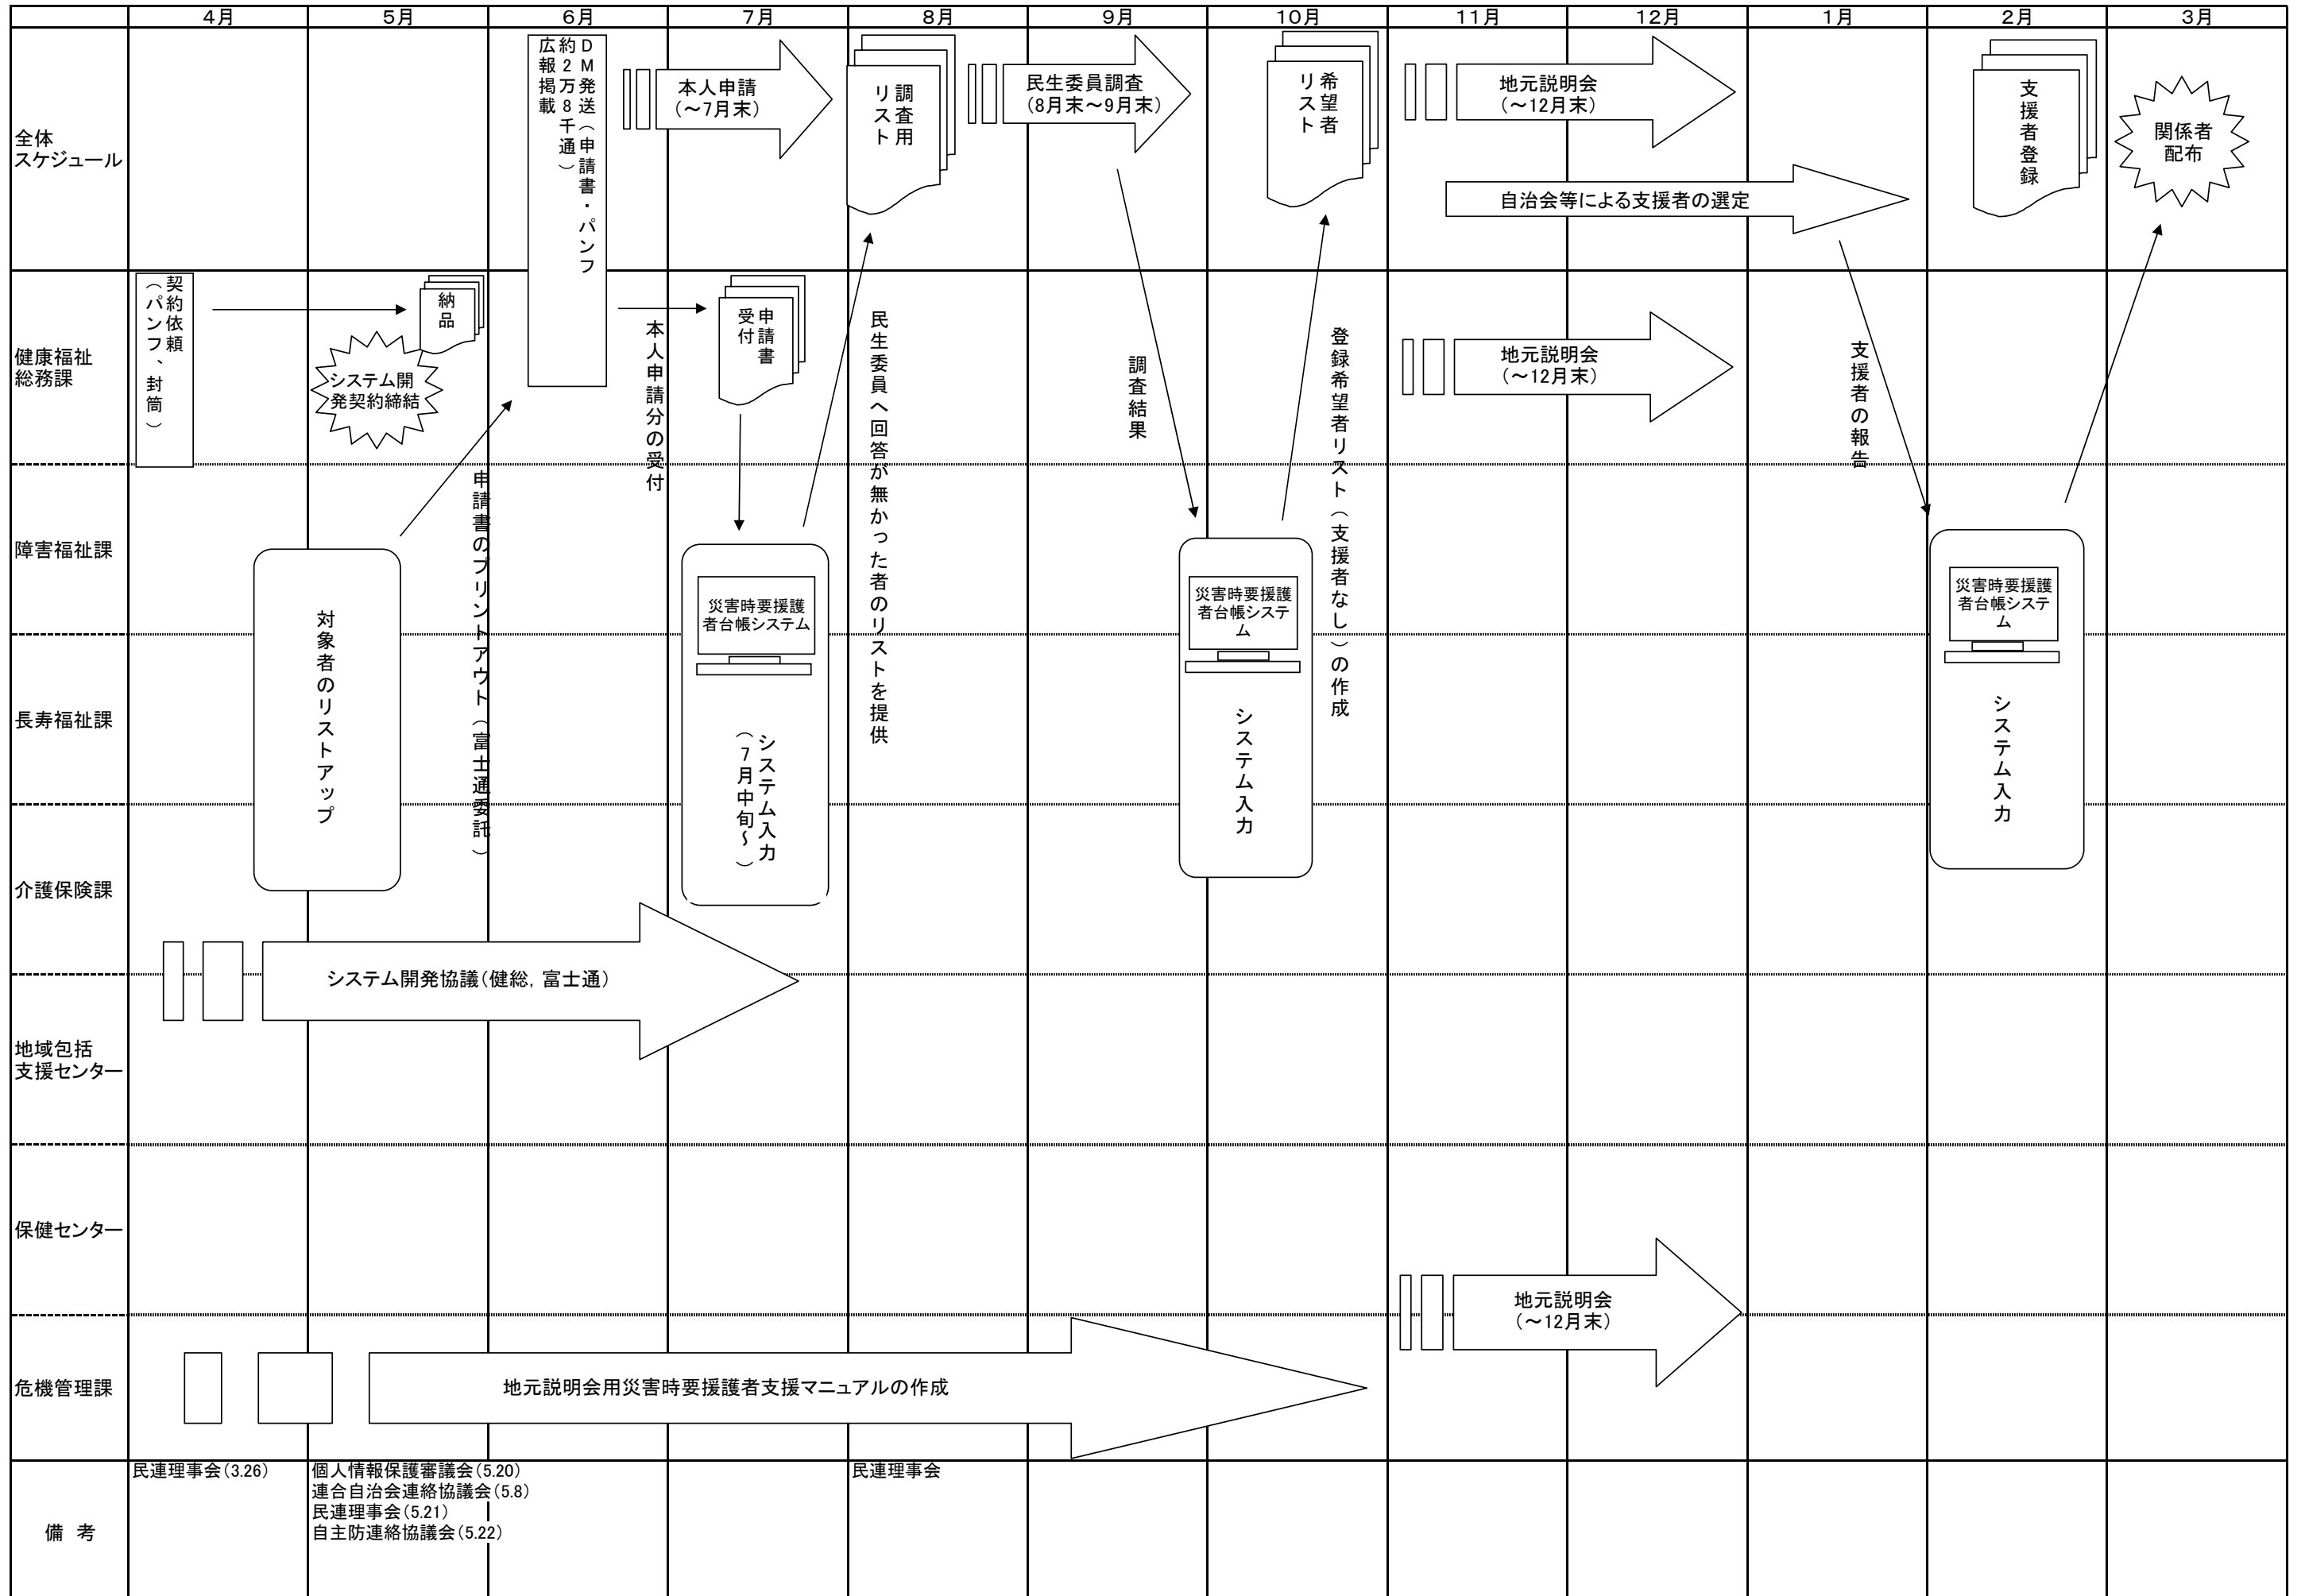 4月 5月 6月 7月 8月 9月 10月 11月 12月 1月 2月 3月
全体
スケジュール
DM発送（申請書・パンフ
約2万8千通）
広報掲載
本人申請
（～7月末）
調査用
リスト
民生委員調査
（8月末～9月末）
希望者
リスト
地元説明会
（～12月末）
自治会等による支援者の選定
支援者登録
関係者
配布
健康福祉
総務課
契約依頼
（パンフ、封筒）
納品
システム開
発契約締結
本人申請分の受付
申請書
受付
民生委員へ回答が無かった者のリストを提供
調査結果
登録希望者リスト（支援者なし）の作成
地元説明会
（～12月末）
支援者の報告
障害福祉課
長寿福祉課
介護保険課
対象者のリストアップ
申請書のプリントアウト（富士通委託）
災害時要援護
者台帳システム
システム入力
（7月中旬～）
災害時要援護
者台帳システ
ム
システム入力
災害時要援護
者台帳システ
ム
システム入力
システム開発協議（健総，富士通）
地域包括
支援センター
保健センター
地元説明会
（～12月末）
危機管理課
地元説明会用災害時要援護者支援マニュアルの作成
備 考
民連理事会（3.26）
個人情報保護審議会（5.20）
連合自治会連絡協議会（5.8）
民連理事会（5.21）
自主防連絡協議会（5.22）
民連理事会